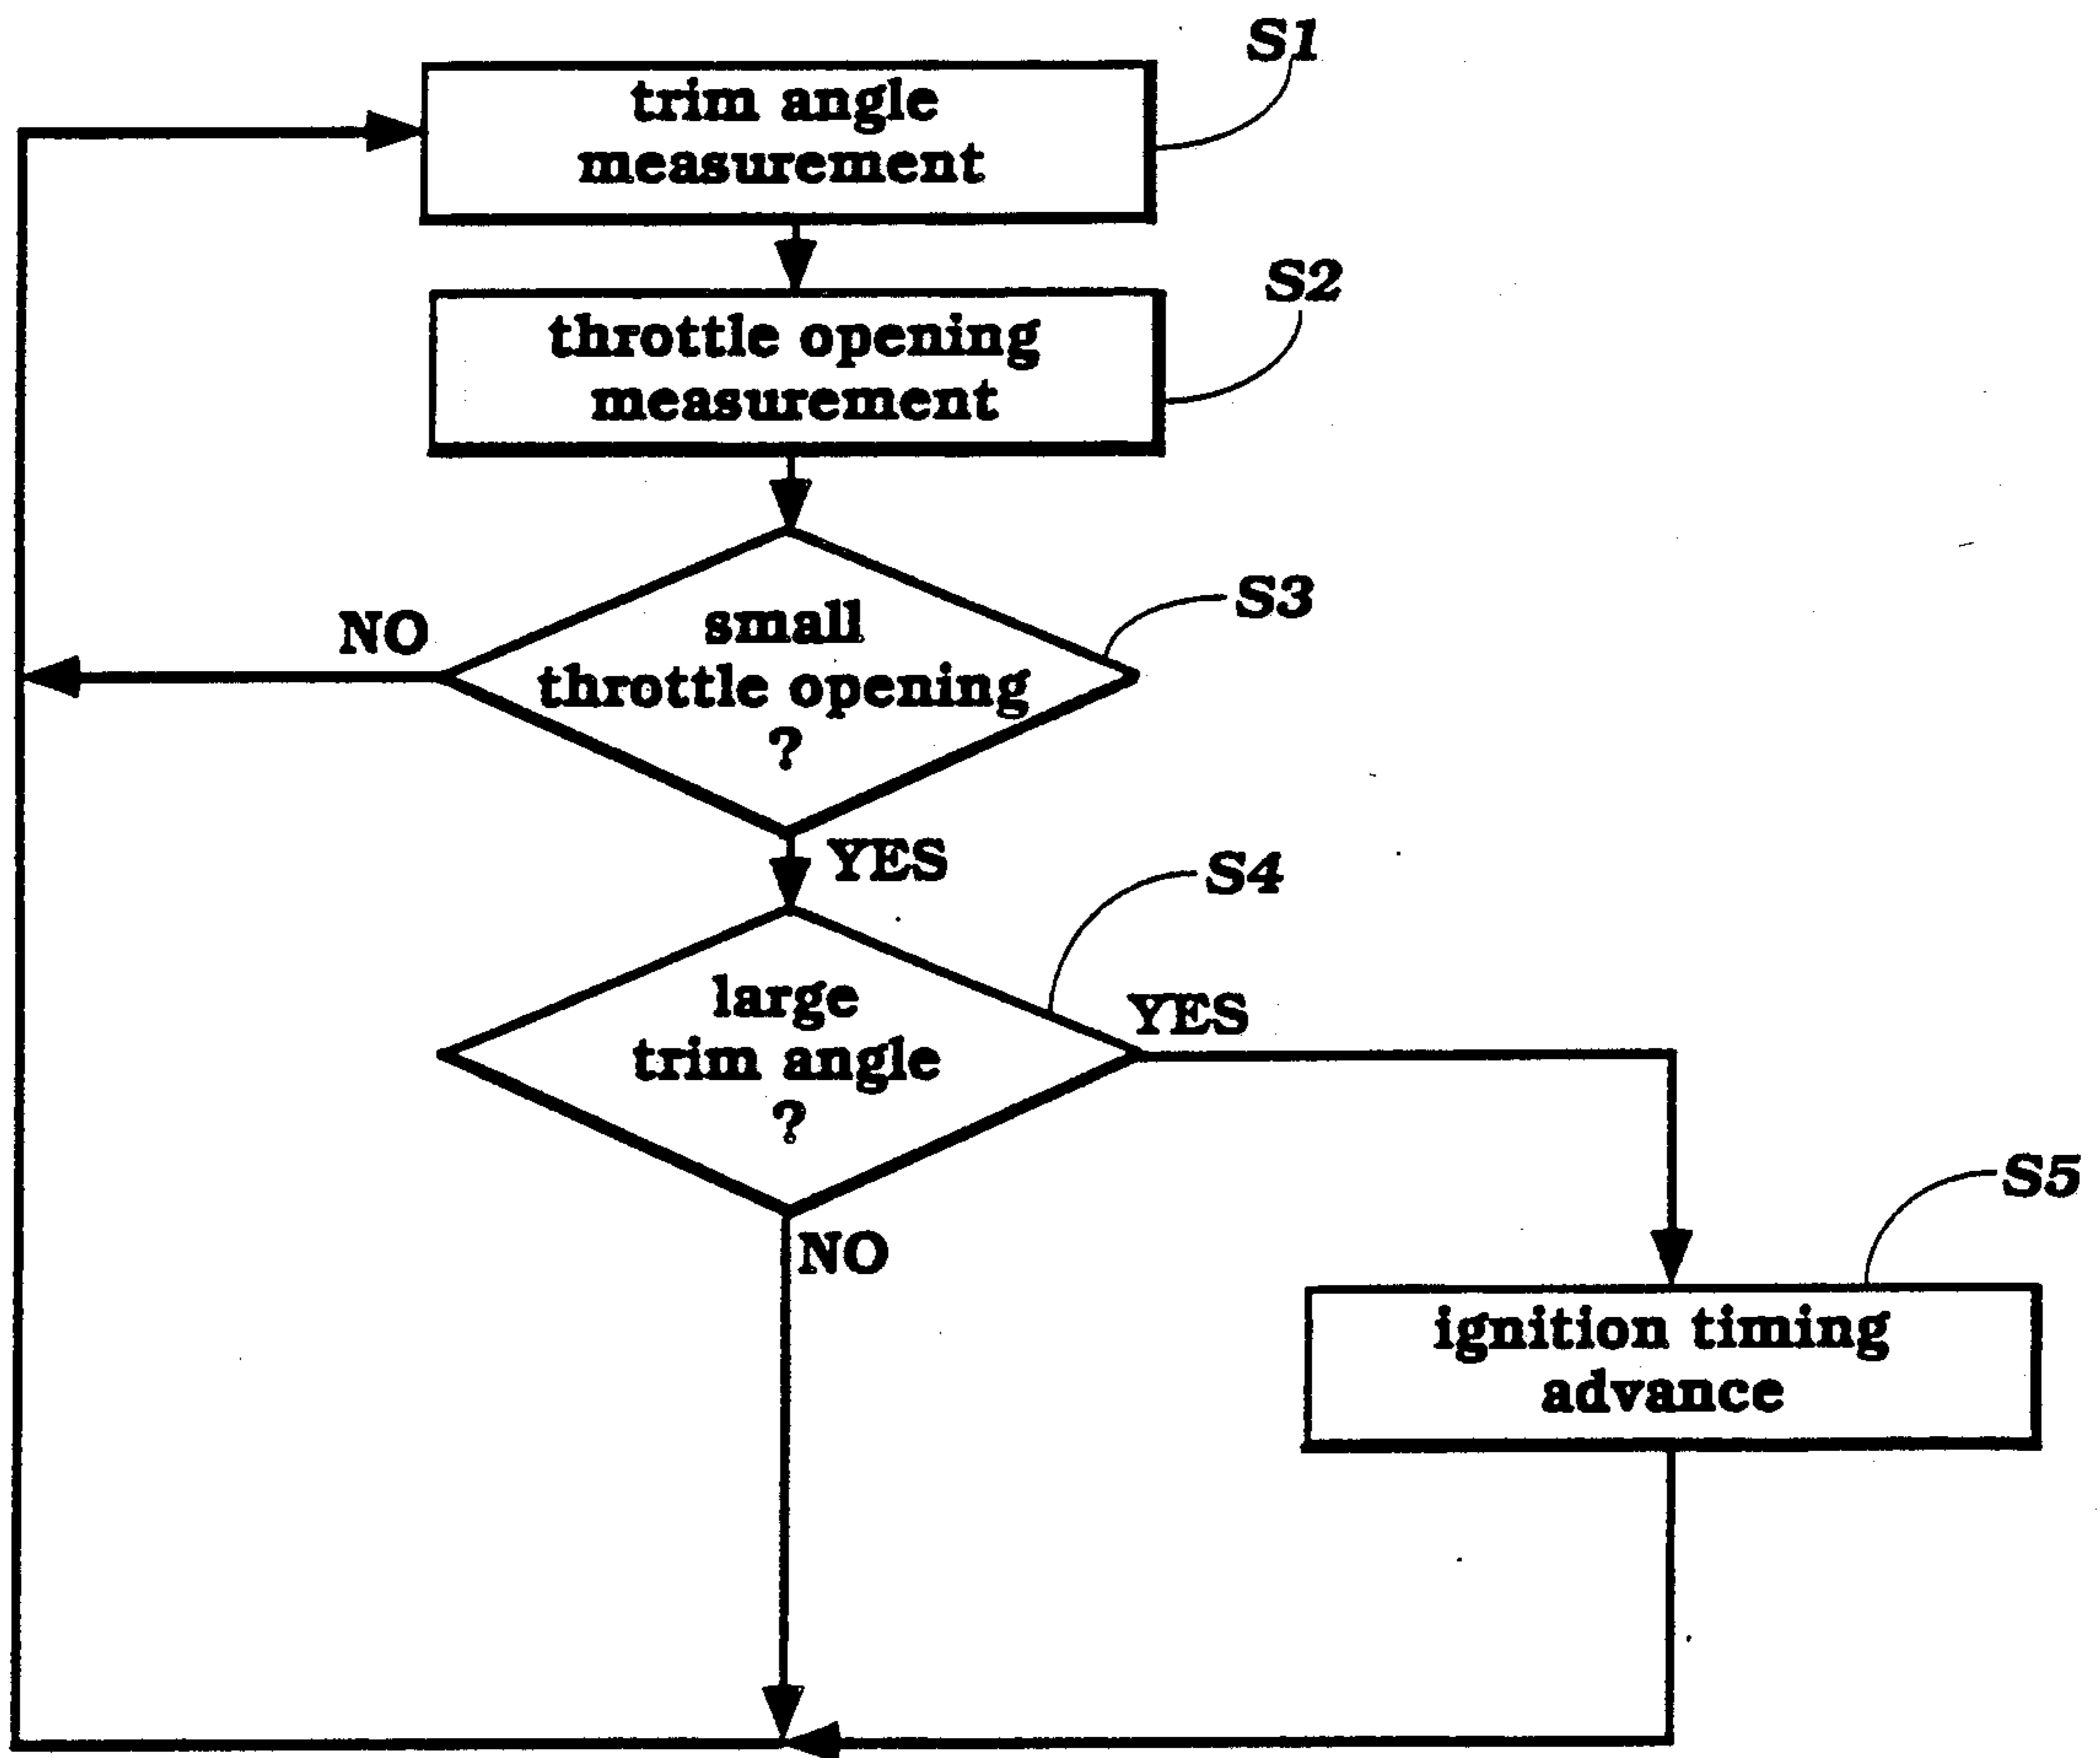 S1
trim angle
measurement
S2
throttle opening
measurement
S3
NO
small
throttle opening
?
YES
S4
large
trim angle
?
YES
NO
S5
ignition timing
advance